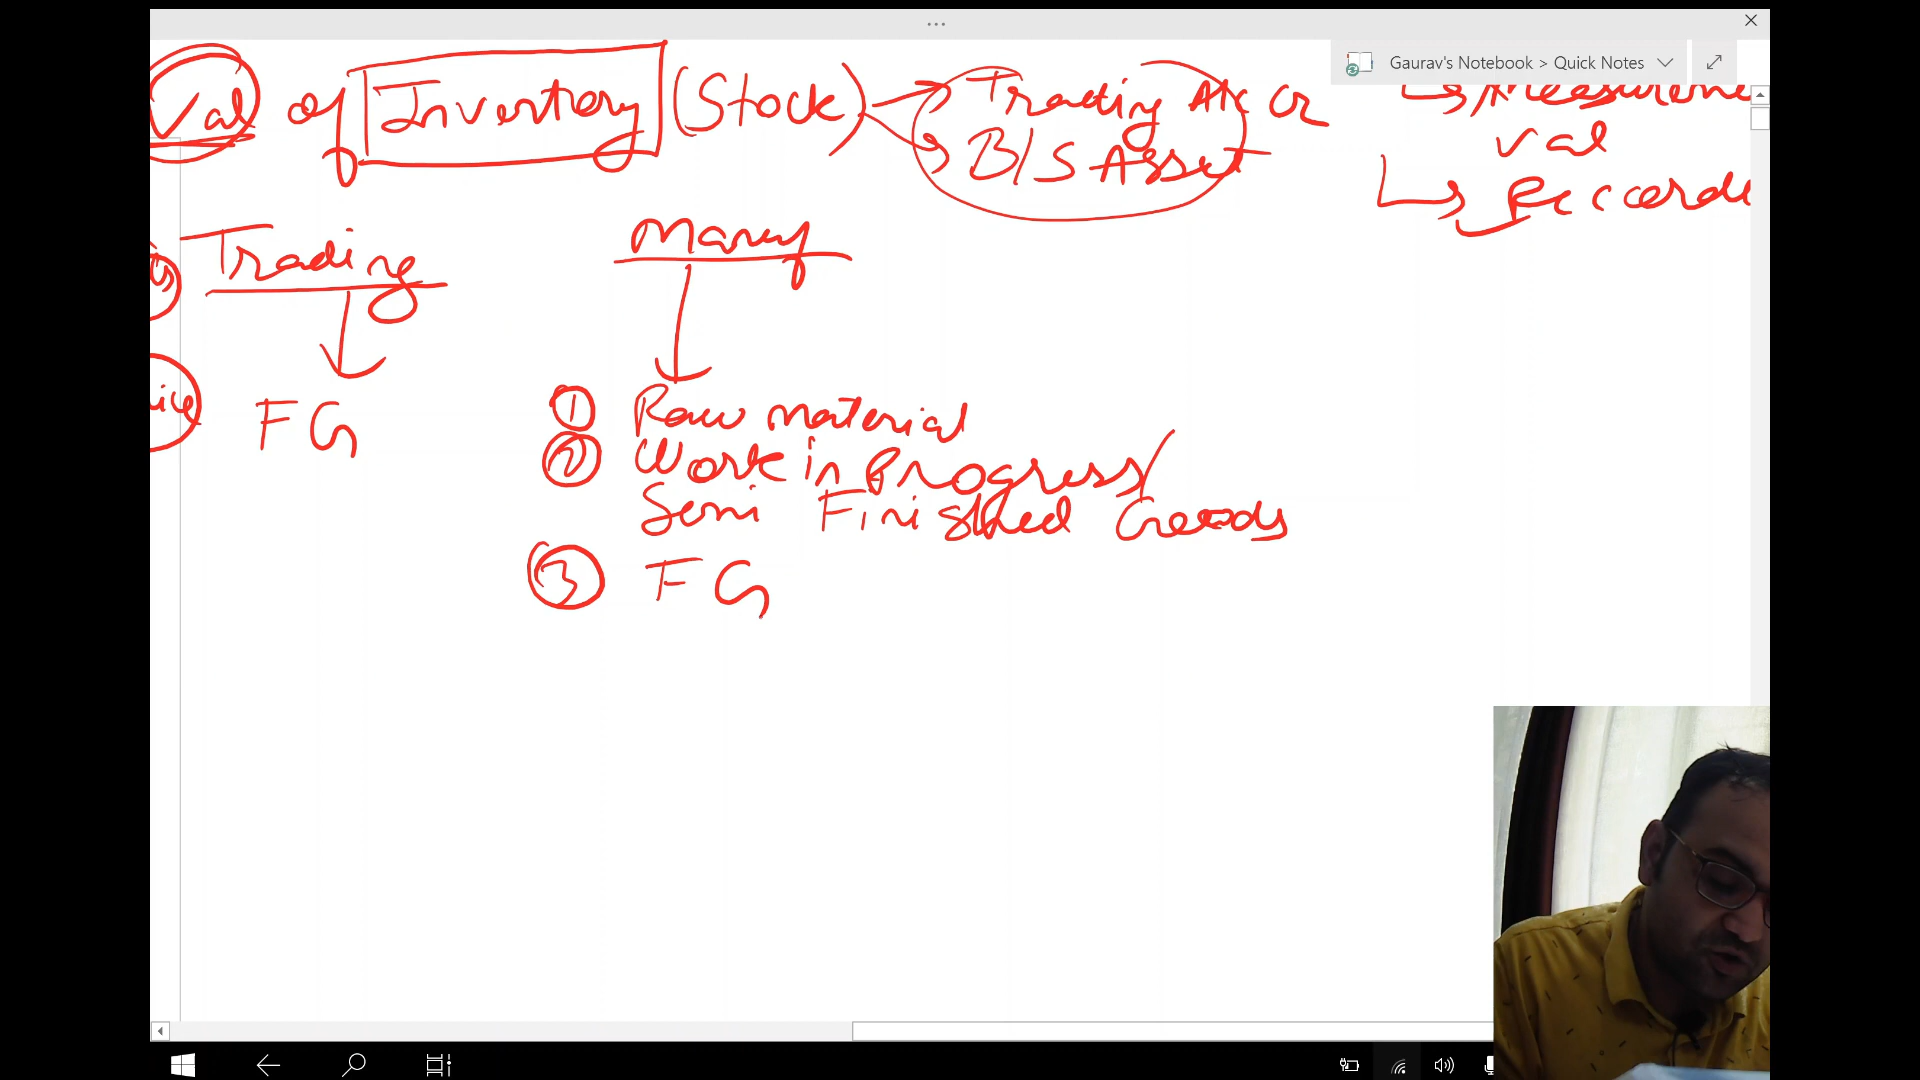 Gaurav's Notebook > Quick Notes
Val of Inventory (Stock) → Trading A/c Cr
→ B/S Asset
val
Trading
Manuf
FG
① Raw material
② Work in Progress/
Semi Finished Goods
③ FG